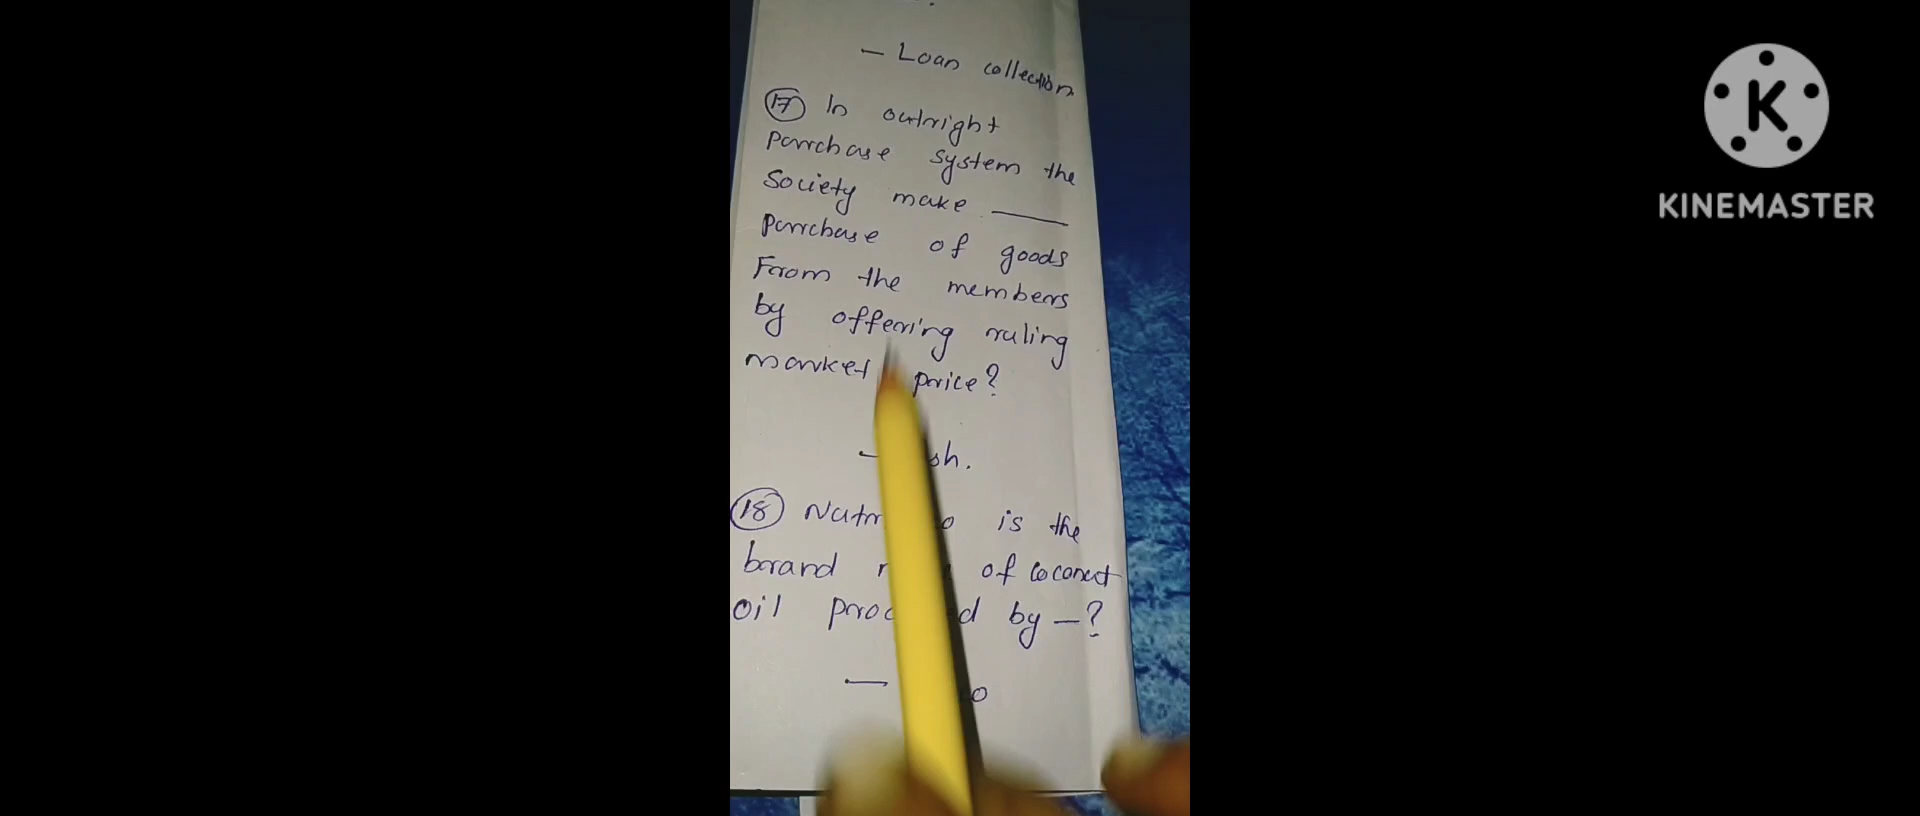 – Loan collection
17 In outright
purchase system the
society make ____
purchase of goods
From the members
by offering ruling
market price?
18 is the
brand of coconut
oil by –?
K
KINEMASTER